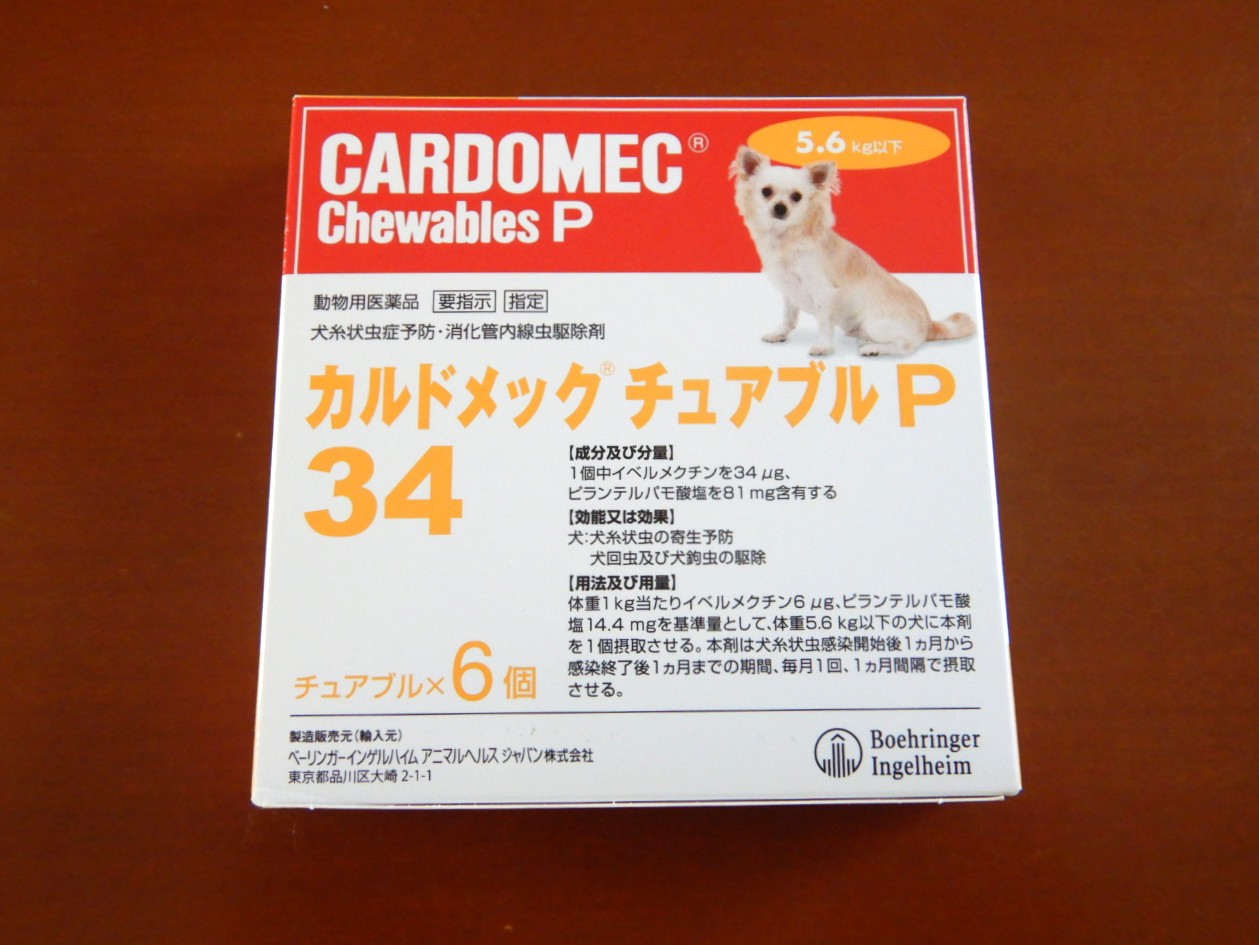 CARDOMEC®
Chewables P
5.6 kg以下
動物用医薬品 要指示 指定
犬糸状虫症予防・消化管内線虫駆除剤
カルドメック®チュアブルP
34
【成分及び分量】
1個中イベルメクチンを34 μg、
ピランテルパモ酸塩を81mg含有する
【効能又は効果】
犬:犬糸状虫の寄生予防
犬回虫及び犬鉤虫の駆除
【用法及び用量】
体重1kg当たりイベルメクチン6 μg、ピランテルパモ酸
塩14.4 mgを基準量として、体重5.6 kg以下の犬に本剤
を1個摂取させる。本剤は犬糸状虫感染開始後1ヵ月から
感染終了後1ヵ月までの期間、毎月1回、1ヵ月間隔で摂取
させる。
チュアブル×6個
製造販売元(輸入元)
ベーリンガーインゲルハイム アニマルヘルス ジャパン株式会社
東京都品川区大崎 2-1-1
Boehringer
Ingelheim